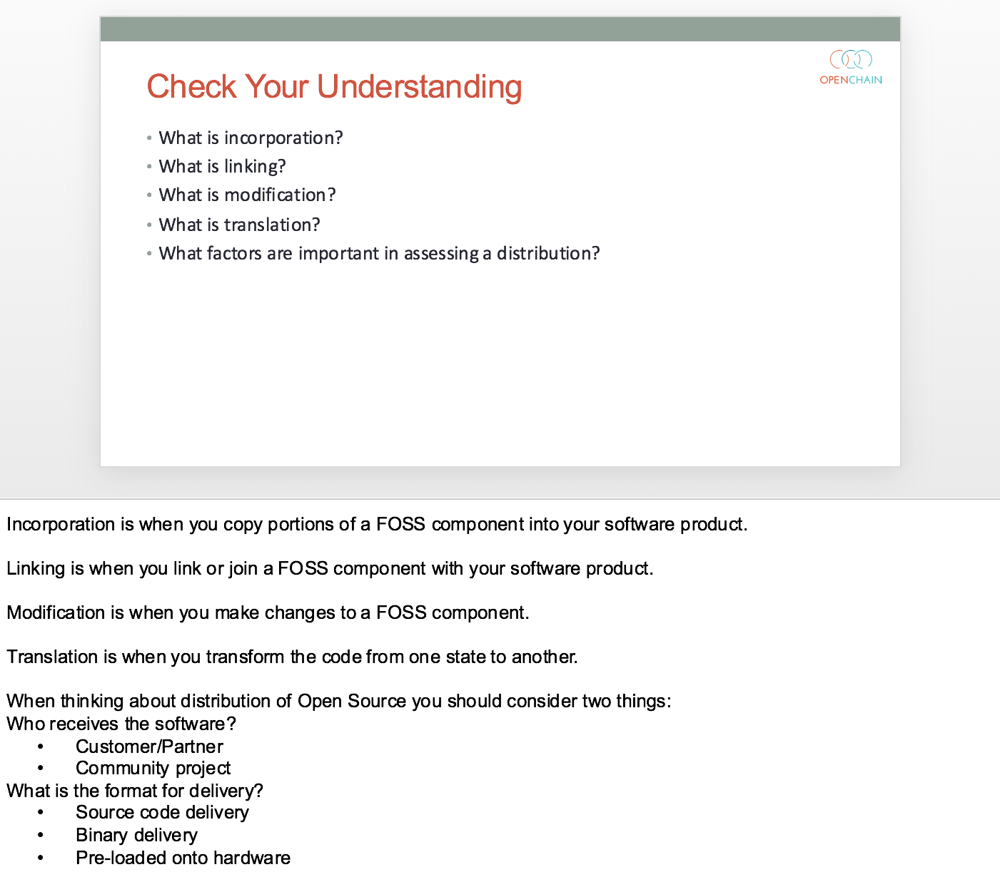 OPENCHAIN
Check Your Understanding
• What is incorporation?
• What is linking?
• What is modification?
• What is translation?
• What factors are important in assessing a distribution?
Incorporation is when you copy portions of a FOSS component into your software product.
Linking is when you link or join a FOSS component with your software product.
Modification is when you make changes to a FOSS component.
Translation is when you transform the code from one state to another.
When thinking about distribution of Open Source you should consider two things:
Who receives the software?
• Customer/Partner
• Community project
What is the format for delivery?
• Source code delivery
• Binary delivery
• Pre-loaded onto hardware